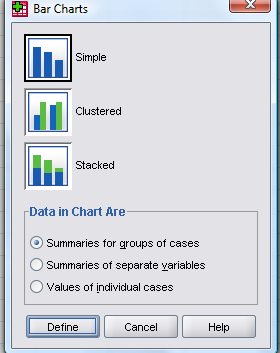 Bar Charts
Simple
Clustered
Stacked
Data in Chart Are
Summaries for groups of cases
Summaries of separate variables
Values of individual cases
Define Cancel Help